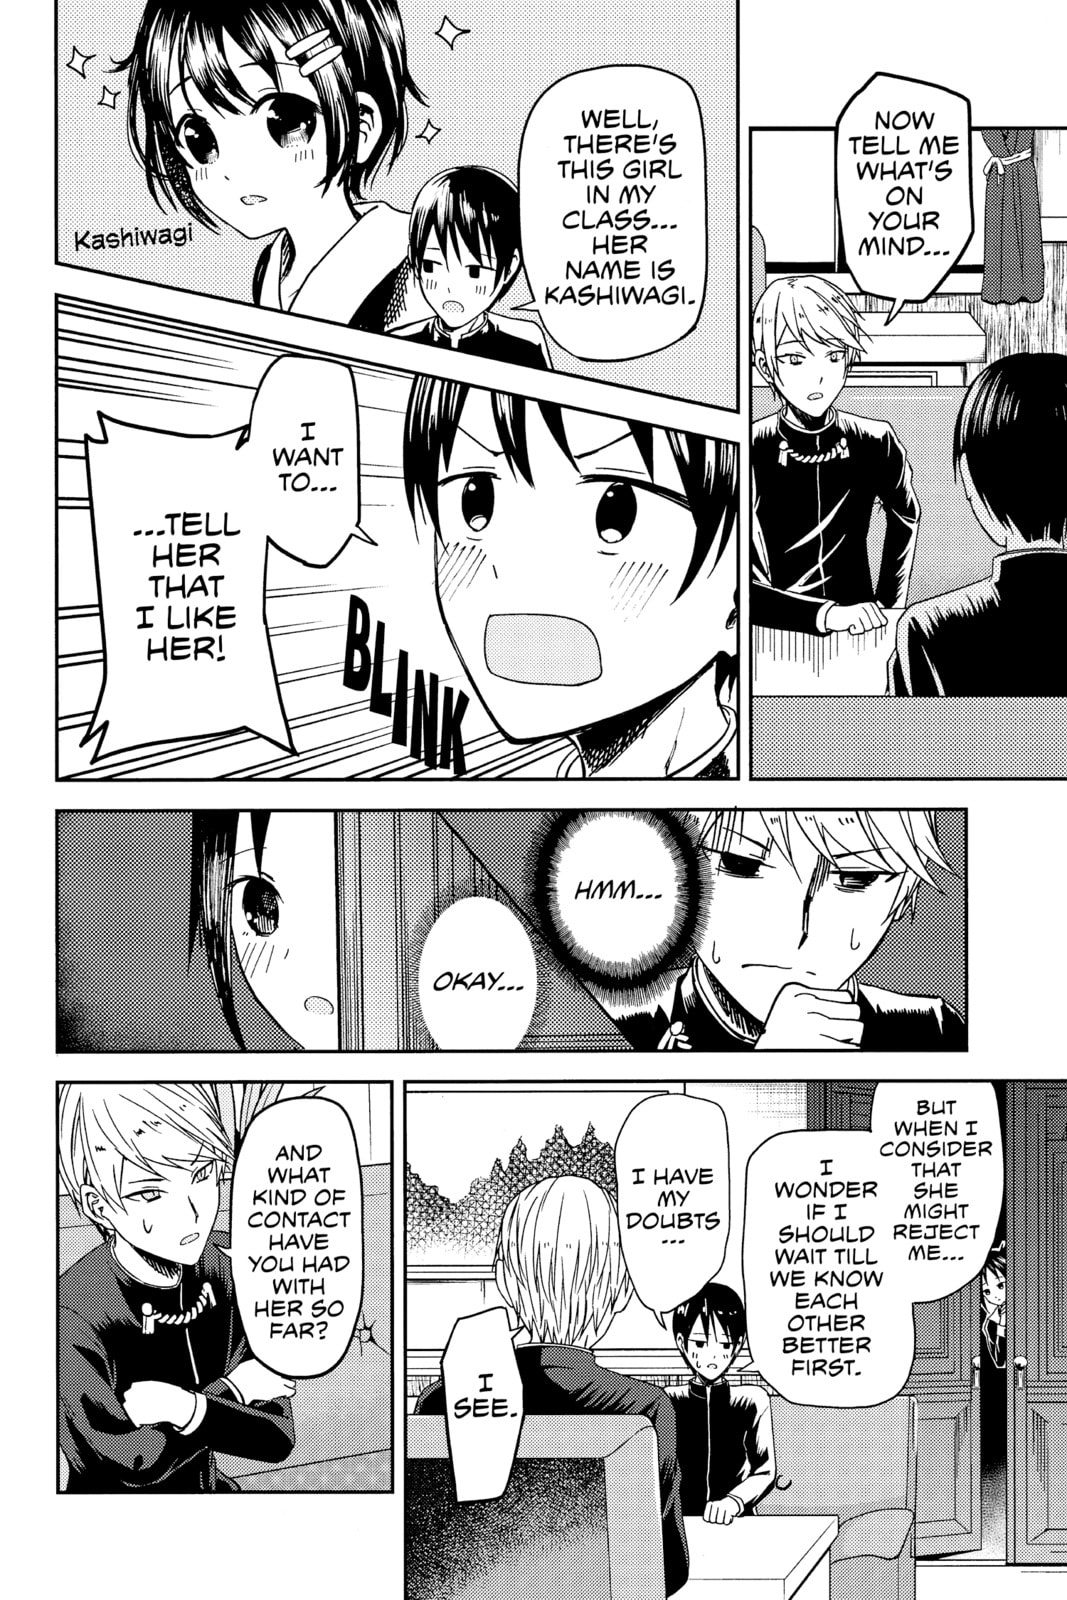 NOW
TELL ME
WHAT'S
ON
YOUR
MIND...
WELL,
THERE'S
THIS GIRL
IN MY
CLASS...
HER
NAME IS
KASHIWAGI.
Kashiwagi
I
WANT
TO...
...TELL
HER
THAT
I LIKE
HER!
BLINK
HMM...
OKAY...
BUT
WHEN I
CONSIDER
THAT
SHE
MIGHT
REJECT
ME...
I
WONDER
IF I
SHOULD
WAIT TILL
WE KNOW
EACH
OTHER
BETTER
FIRST.
I HAVE
MY
DOUBTS
...
I
SEE.
AND
WHAT
KIND OF
CONTACT
HAVE
YOU HAD
WITH
HER SO
FAR?